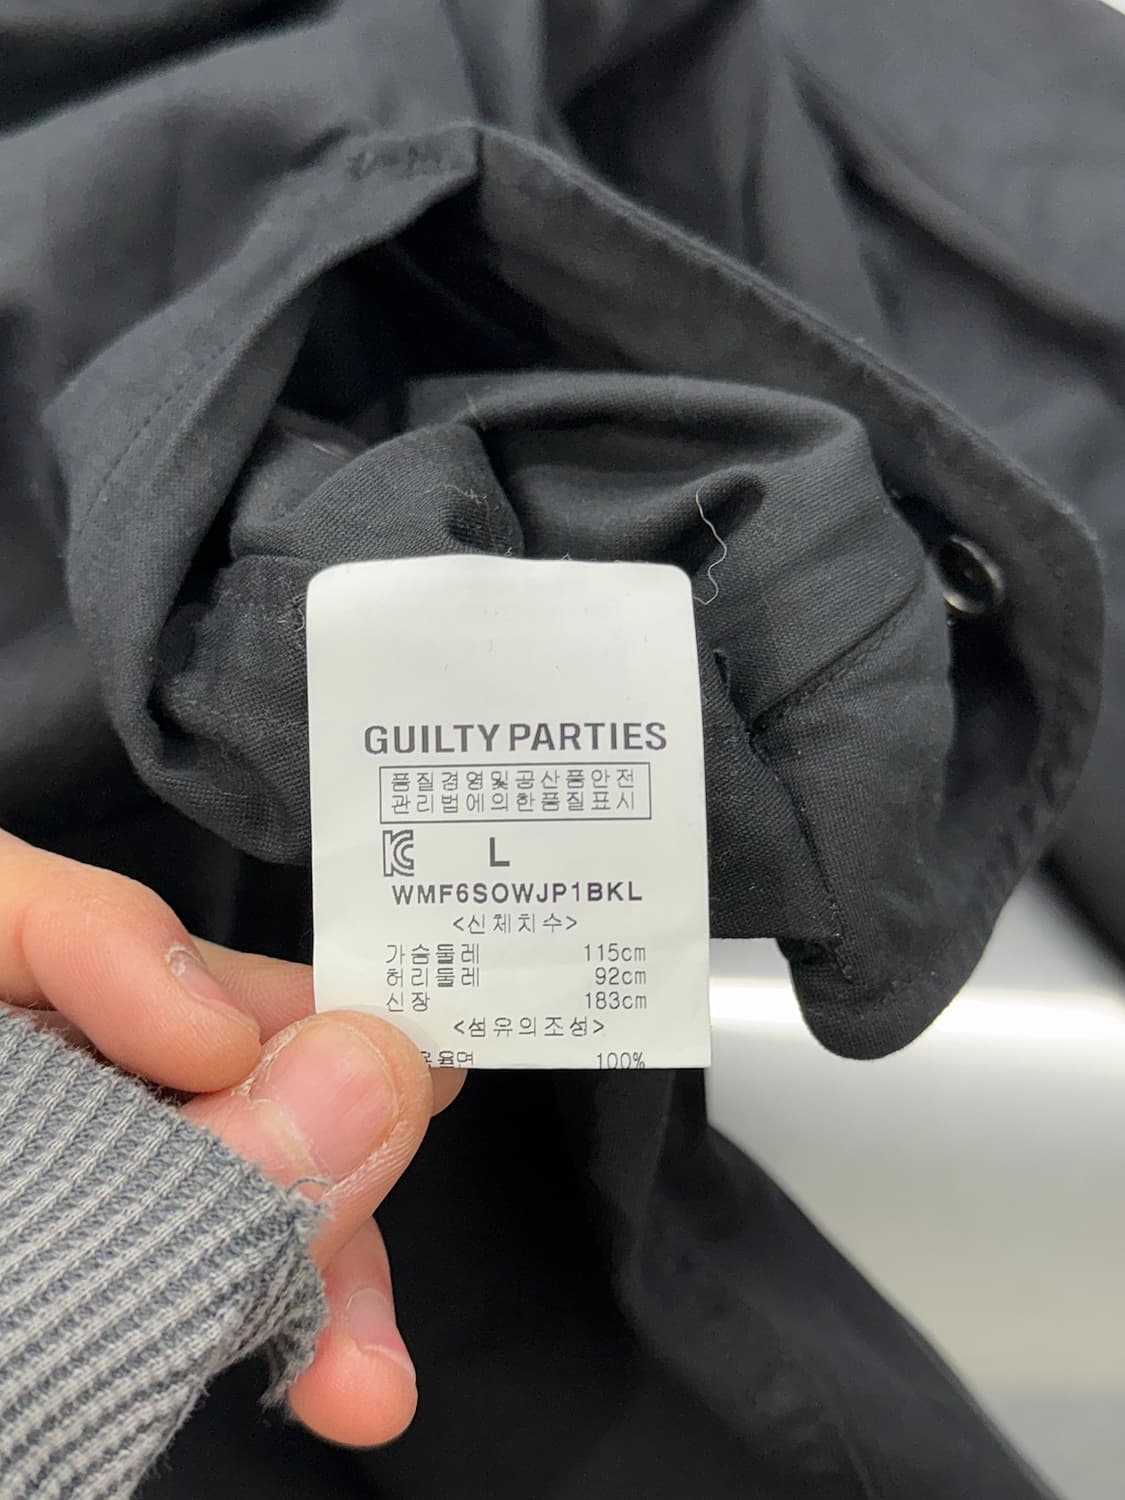 GUILTY PARTIES
품질경영및공산품안전
관리법에의한품질표시
KC L
WMF6SOWJP1BKL
<신체치수>
가슴둘레 115cm
허리둘레 92cm
신장 183cm
<섬유의조성>
100%